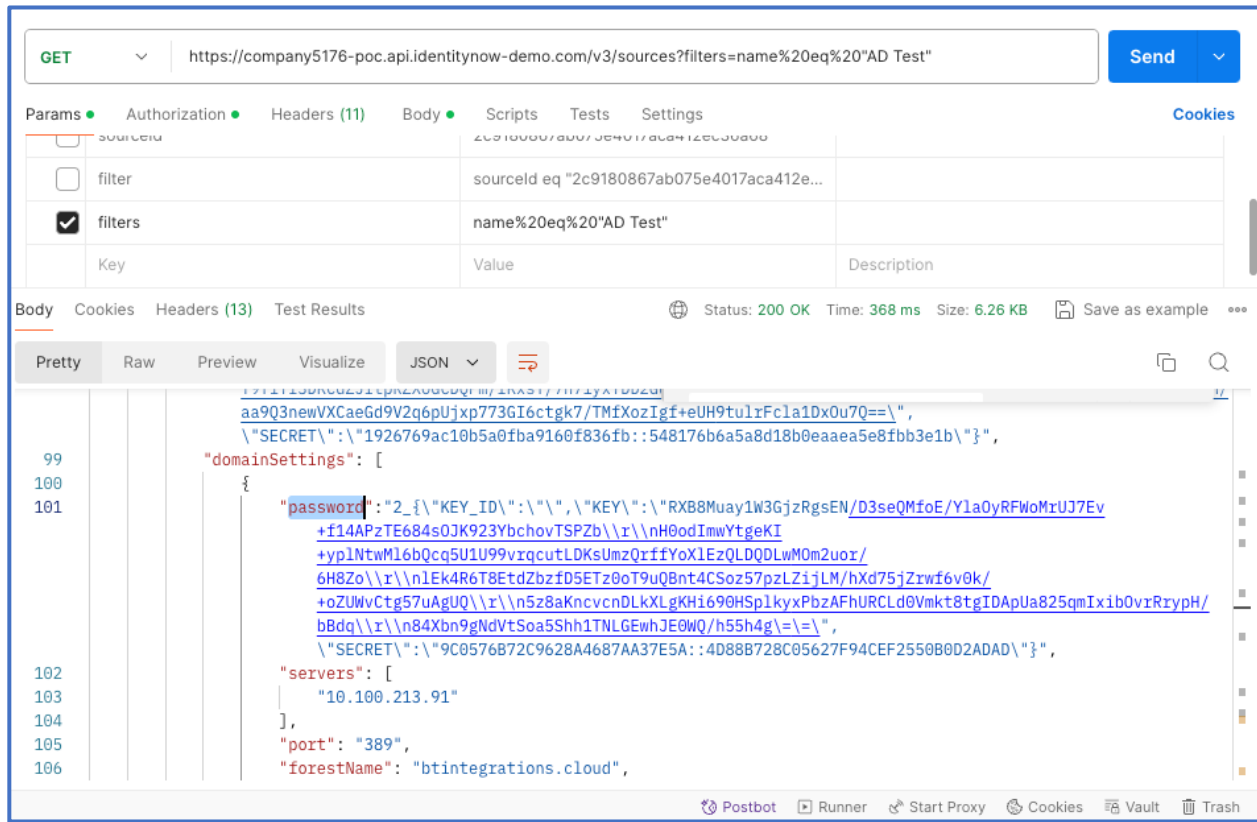 GET
https://company5176-poc.api.identitynow-demo.com/v3/sources?filters=name%20eq%20"AD Test"
Send
Params
Authorization
Headers (11)
Body
Scripts
Tests
Settings
Cookies
sourceId
filter
sourceId eq "2c9180867ab075e4017aca412e...
filters
name%20eq%20"AD Test"
Key
Value
Description
Body
Cookies
Headers (13)
Test Results
Status: 200 OK
Time: 368 ms
Size: 6.26 KB
Save as example
Pretty
Raw
Preview
Visualize
JSON
aa9Q3newVXCaeGd9V2q6pUjxp773GI6ctgk7/TMfXozIgf+eUH9tulrFcla1DxOu7Q==\",
\"SECRET\":\"1926769ac10b5a0fba9160f836fb::548176b6a5a8d18b0eaaea5e8fbb3e1b\"}",
99 "domainSettings": [
100 {
101 "password":"2_{\"KEY_ID\":\"\",\"KEY\":\"RXB8Muay1W3GjzRgsEN/D3seQMfoE/YlaOyRFWoMrUJ7Ev
+f14APzTE684sOJK923YbchovTSPZb\\r\\nH0odImwYtgeKI
+yplNtwMl6bQcq5U1U99vrqcutLDKsUmzQrffYoXlEzQLDQDLwMOm2uor/
6H8Zo\\r\\nlEk4R6T8EtdZbzfD5ETz0oT9uQBnt4CSoz57pzLZijLM/hXd75jZrwf6v0k/
+oZUWvCtg57uAgUQ\\r\\n5z8aKncvcnDLkXLgKHi690HSplkyxPbzAFhURCLd0Vmkt8tgIDApUa825qmIxibOvrRrypH/
bBdq\\r\\n84Xbn9gNdVtSoa5Shh1TNLGEwhJE0WQ/h55h4g\=\=\",
\"SECRET\":\"9C0576B72C9628A4687AA37E5A::4D88B728C05627F94CEF2550B0D2ADAD\"}",
102 "servers": [
103 "10.100.213.91"
104 ],
105 "port": "389",
106 "forestName": "btintegrations.cloud",
Postbot
Runner
Start Proxy
Cookies
Vault
Trash